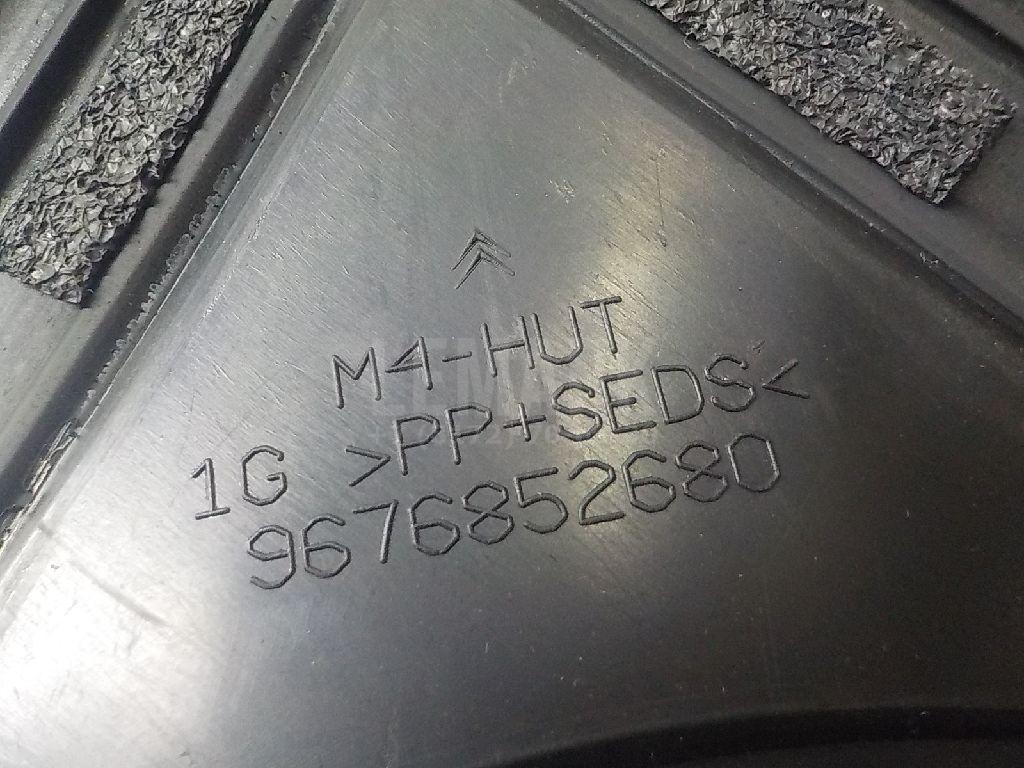 M4-HUT
1G >PP+SEDS<
9676852680